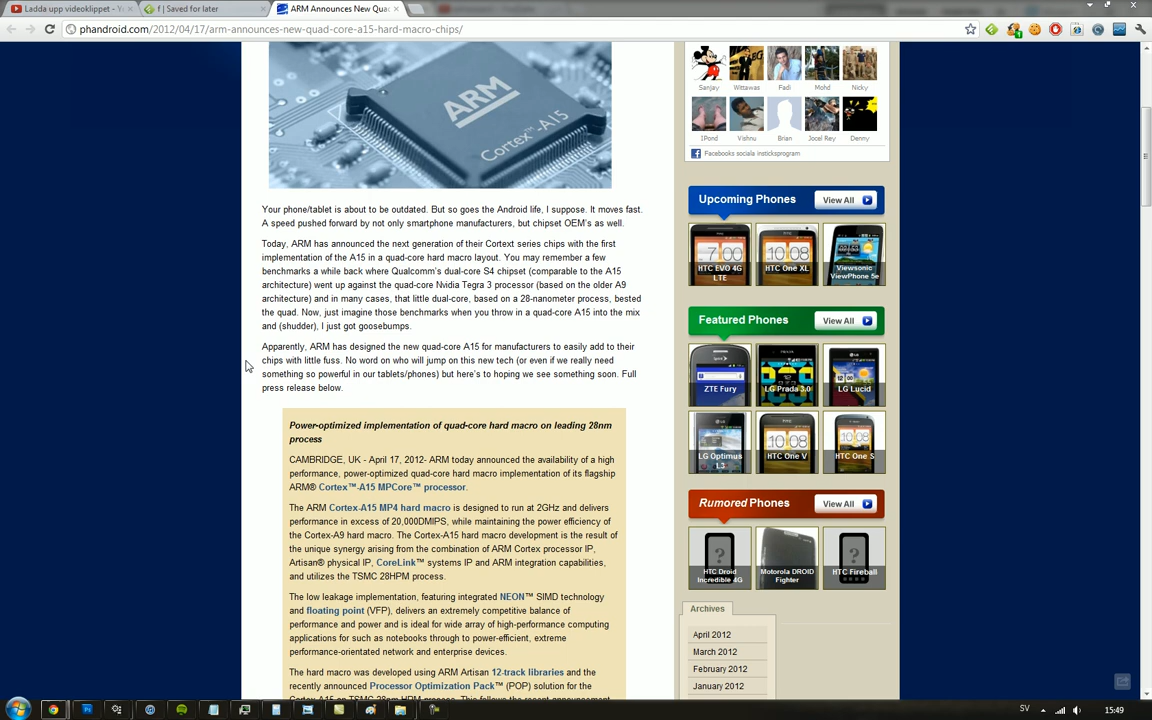 Ladda upp videoklippet - Y
f | Saved for later
ARM Announces New Quad
phandroid.com/2012/04/17/arm-announces-new-quad-core-a15-hard-macro-chips/
ARM
Cortex™-A15
Your phone/tablet is about to be outdated. But so goes the Android life, I suppose. It moves fast.
A speed pushed forward by not only smartphone manufacturers, but chipset OEM's as well.
Today, ARM has announced the next generation of their Cortext series chips with the first
implementation of the A15 in a quad-core hard macro layout. You may remember a few
benchmarks a while back where Qualcomm's dual-core S4 chipset (comparable to the A15
architecture) went up against the quad-core Nvidia Tegra 3 processor (based on the older A9
architecture) and in many cases, that little dual-core, based on a 28-nanometer process, bested
the quad. Now, just imagine those benchmarks when you throw in a quad-core A15 into the mix
and (shudder), I just got goosebumps.
Apparently, ARM has designed the new quad-core A15 for manufacturers to easily add to their
chips with little fuss. No word on who will jump on this new tech (or even if we really need
something so powerful in our tablets/phones) but here's to hoping we see something soon. Full
press release below.
Power-optimized implementation of quad-core hard macro on leading 28nm
process
CAMBRIDGE, UK - April 17, 2012- ARM today announced the availability of a high
performance, power-optimized quad-core hard macro implementation of its flagship
ARM® Cortex™-A15 MPCore™ processor.
The ARM Cortex-A15 MP4 hard macro is designed to run at 2GHz and delivers
performance in excess of 20,000DMIPS, while maintaining the power efficiency of
the Cortex-A9 hard macro. The Cortex-A15 hard macro development is the result of
the unique synergy arising from the combination of ARM Cortex processor IP,
Artisan® physical IP, CoreLink™ systems IP and ARM integration capabilities,
and utilizes the TSMC 28HPM process.
The low leakage implementation, featuring integrated NEON™ SIMD technology
and floating point (VFP), delivers an extremely competitive balance of
performance and power and is ideal for wide array of high-performance computing
applications for such as notebooks through to power-efficient, extreme
performance-orientated network and enterprise devices.
The hard macro was developed using ARM Artisan 12-track libraries and the
recently announced Processor Optimization Pack™ (POP) solution for the
Cortex-A15 on TSMC 28nm HPM process. This follows the recent announcement
Sanjay Wittawas Fadi Mohd Nicky
IPond Vishnu Brian Jocel Rey Denny
Facebooks sociala insticksprogram
Upcoming Phones View All
HTC EVO 4G LTE
HTC One XL
Viewsonic ViewPhone 5e
Featured Phones View All
ZTE Fury
LG Prada 3.0
LG Lucid
LG Optimus L3
HTC One V
HTC One S
Rumored Phones View All
HTC Droid Incredible 4G
Motorola DROID Fighter
HTC Fireball
Archives
April 2012
March 2012
February 2012
January 2012
SV
15:49